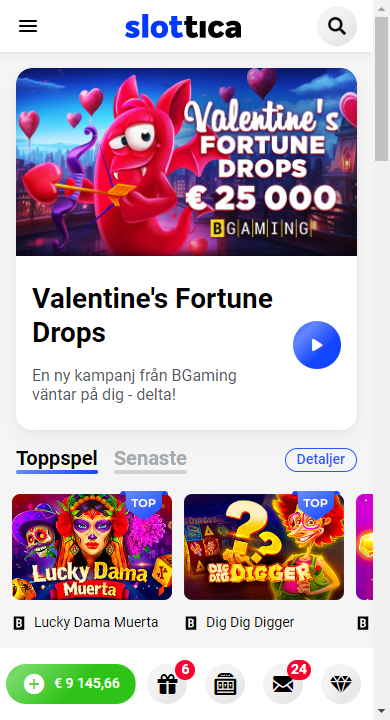 slottica
Valentine's
FORTUNE
DROPS
€ 25 000
BGAMING
Valentine's Fortune
Drops
En ny kampanj från BGaming
väntar på dig - delta!
Toppspel Senaste Detaljer
TOP TOP
Lucky Dama
Muerta
DIG DIG DIGGER
Lucky Dama Muerta Dig Dig Digger
€ 9 145,66 6 24